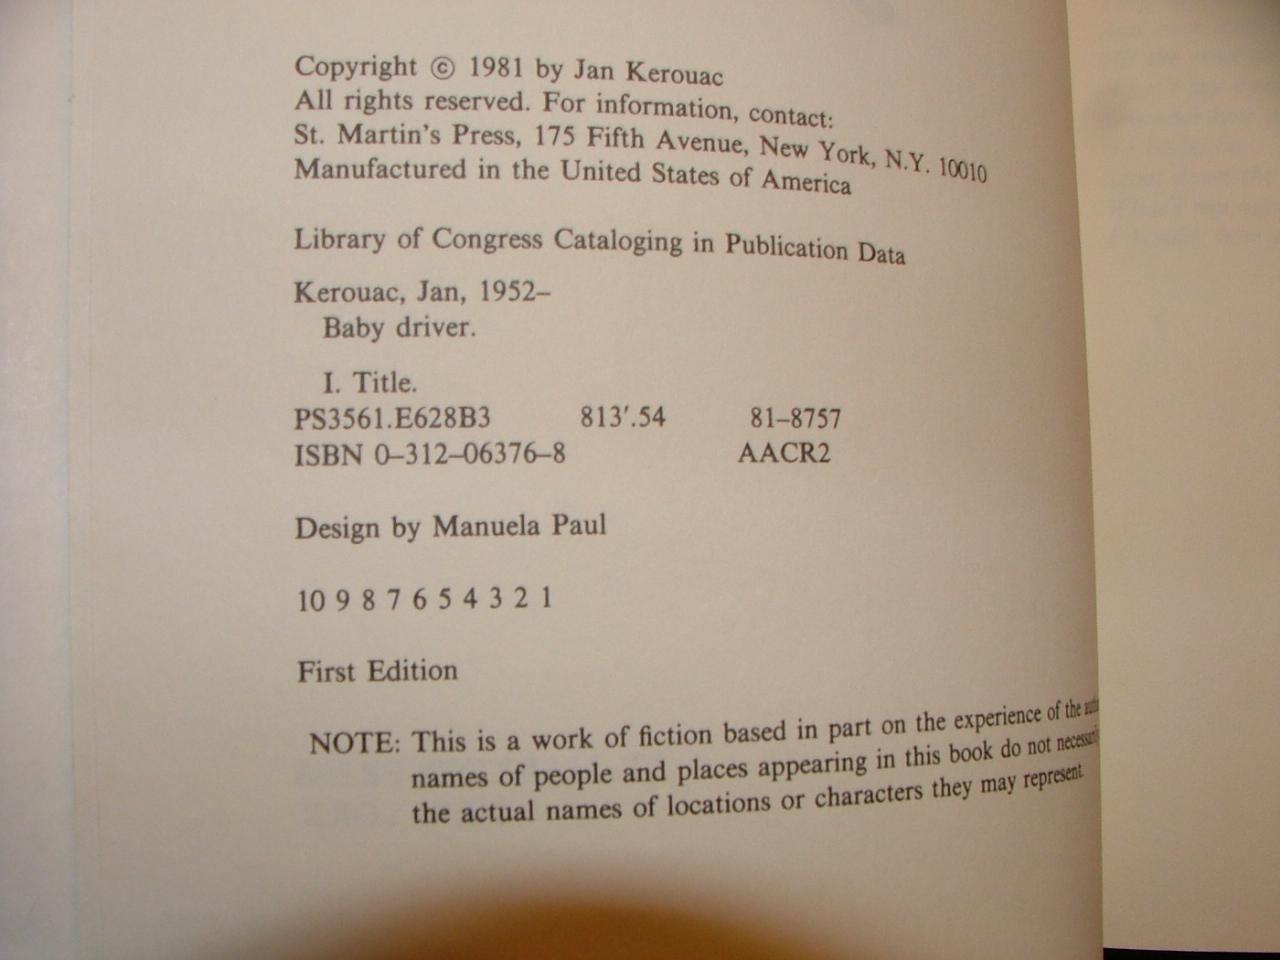 Copyright © 1981 by Jan Kerouac
All rights reserved. For information, contact:
St. Martin's Press, 175 Fifth Avenue, New York, N.Y. 10010
Manufactured in the United States of America
Library of Congress Cataloging in Publication Data
Kerouac, Jan, 1952–
Baby driver.
I. Title.
PS3561.E628B3 813′.54 81–8757
ISBN 0–312–06376–8 AACR2
Design by Manuela Paul
10 9 8 7 6 5 4 3 2 1
First Edition
NOTE: This is a work of fiction based in part on the experience of the
names of people and places appearing in this book do not
the actual names of locations or characters they may represent.